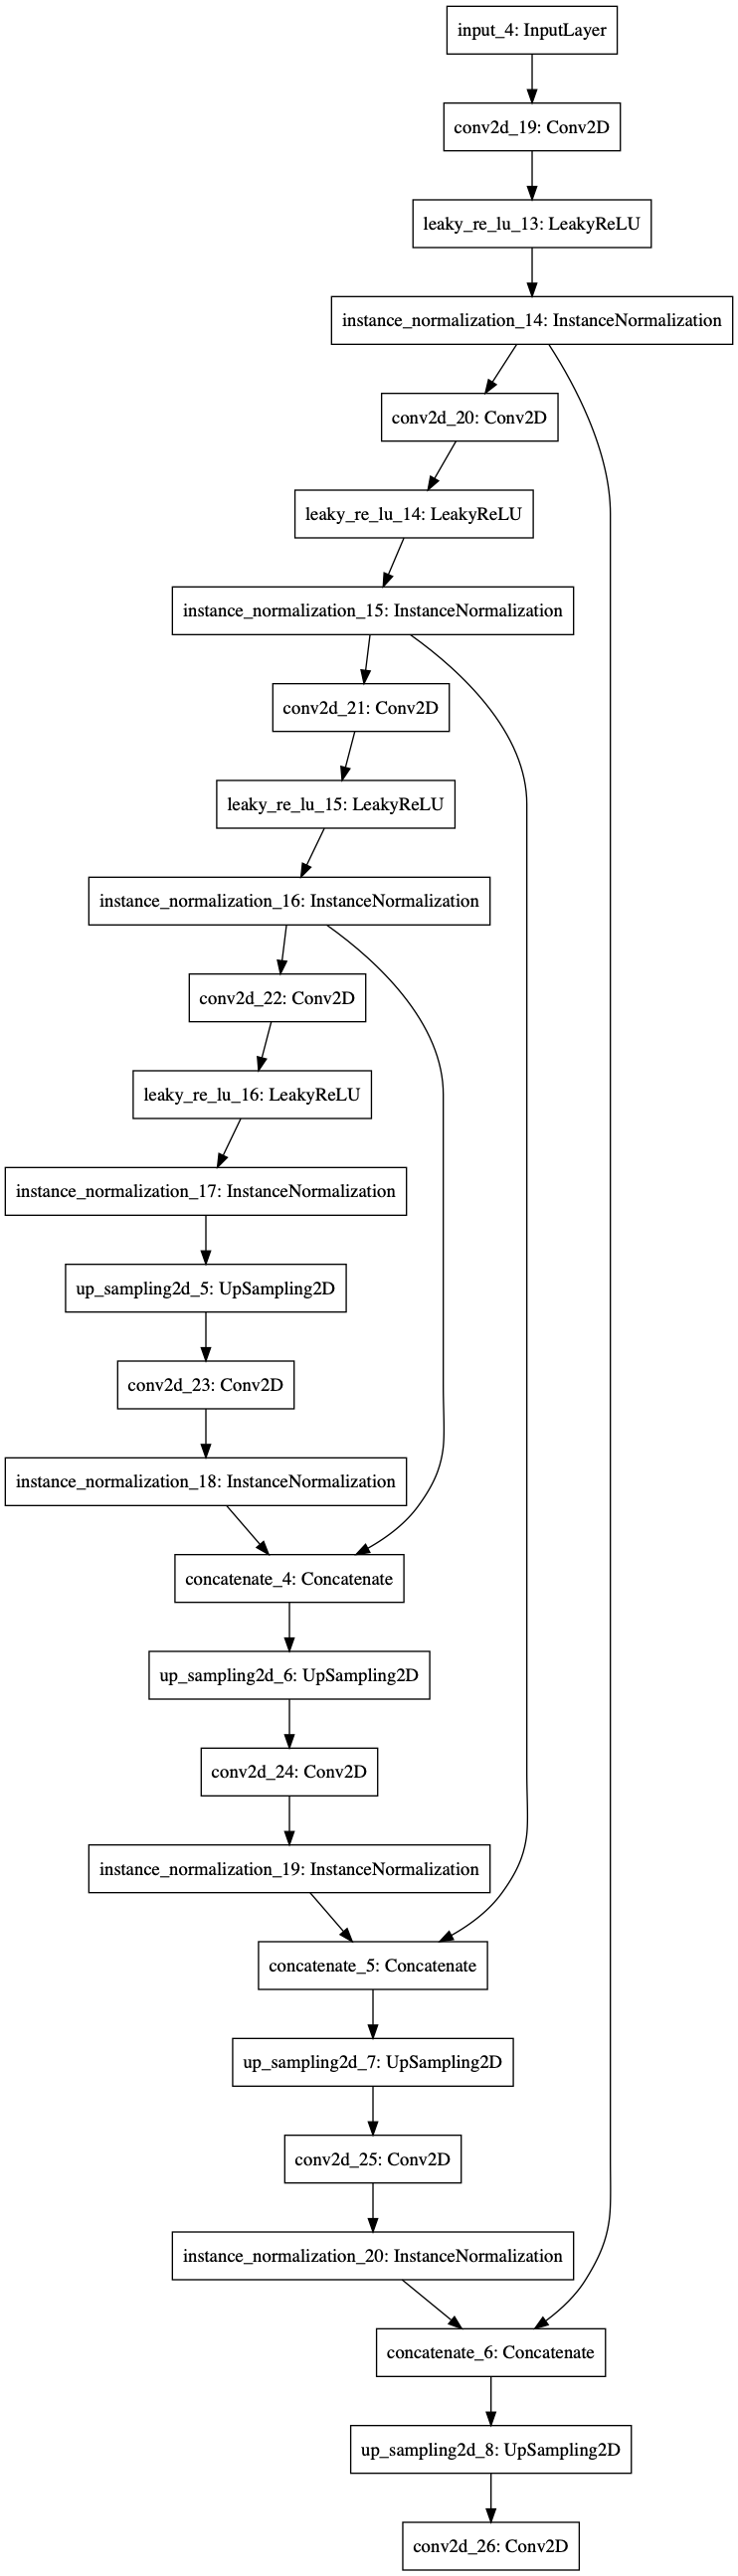 input_4: InputLayer
conv2d_19: Conv2D
leaky_re_lu_13: LeakyReLU
instance_normalization_14: InstanceNormalization
conv2d_20: Conv2D
leaky_re_lu_14: LeakyReLU
instance_normalization_15: InstanceNormalization
conv2d_21: Conv2D
leaky_re_lu_15: LeakyReLU
instance_normalization_16: InstanceNormalization
conv2d_22: Conv2D
leaky_re_lu_16: LeakyReLU
instance_normalization_17: InstanceNormalization
up_sampling2d_5: UpSampling2D
conv2d_23: Conv2D
instance_normalization_18: InstanceNormalization
concatenate_4: Concatenate
up_sampling2d_6: UpSampling2D
conv2d_24: Conv2D
instance_normalization_19: InstanceNormalization
concatenate_5: Concatenate
up_sampling2d_7: UpSampling2D
conv2d_25: Conv2D
instance_normalization_20: InstanceNormalization
concatenate_6: Concatenate
up_sampling2d_8: UpSampling2D
conv2d_26: Conv2D